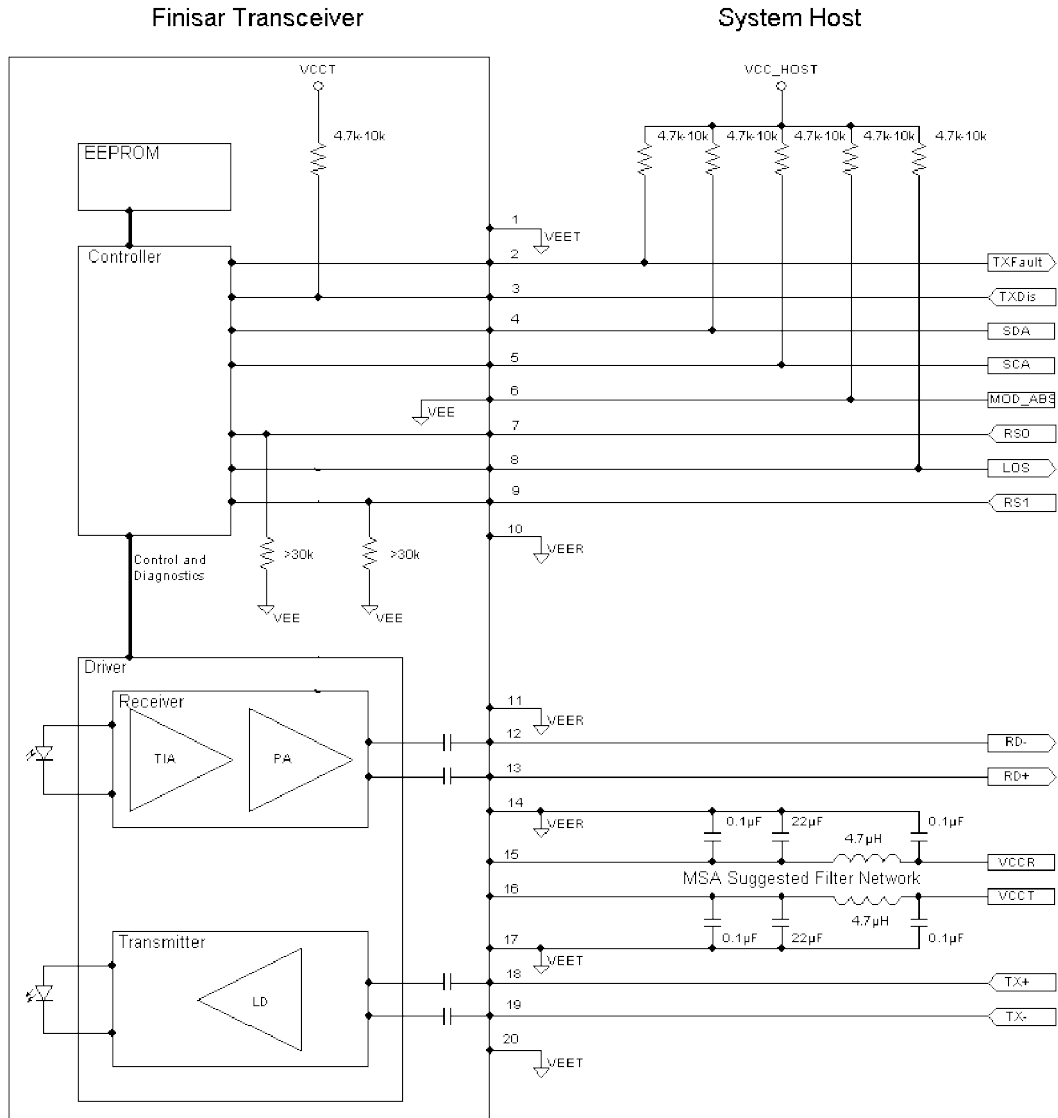 Finisar Transceiver
System Host
VCCT
VCC_HOST
4.7k-10k
4.7k-10k
4.7k-10k
4.7k-10k
4.7k-10k
4.7k-10k
EEPROM
Controller
1
VEET
2
TXFault
3
TXDis
4
SDA
5
SCA
6
VEE
MOD_ABS
7
RS0
8
LOS
9
RS1
10
VEER
Control and
Diagnostics
>30k
>30k
VEE
VEE
Driver
Receiver
TIA
PA
11
VEER
12
RD-
13
RD+
14
VEER
0.1µF
22µF
4.7µH
0.1µF
15
VCCR
MSA Suggested Filter Network
16
VCCT
4.7µH
0.1µF
22µF
0.1µF
17
VEET
Transmitter
LD
18
TX+
19
TX-
20
VEET